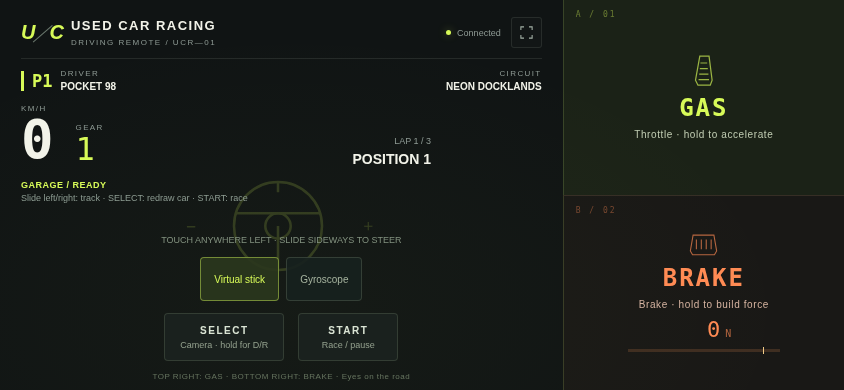 U/C USED CAR RACING
DRIVING REMOTE / UCR—01
Connected
P1 DRIVER
POCKET 98
CIRCUIT
NEON DOCKLANDS
KM/H
0
GEAR
1
LAP 1 / 3
POSITION 1
GARAGE / READY
Slide left/right: track · SELECT: redraw car · START: race
− +
TOUCH ANYWHERE LEFT · SLIDE SIDEWAYS TO STEER
Virtual stick
Gyroscope
SELECT
Camera · hold for D/R
START
Race / pause
TOP RIGHT: GAS · BOTTOM RIGHT: BRAKE · Eyes on the road
A / 01
GAS
Throttle · hold to accelerate
B / 02
BRAKE
Brake · hold to build force
0 N